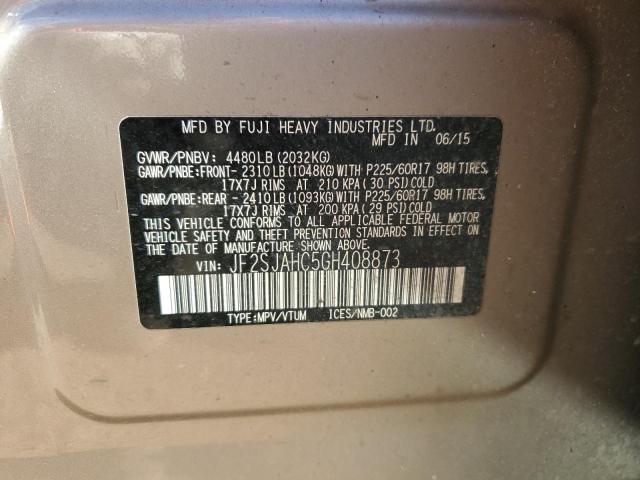 MFD BY FUJI HEAVY INDUSTRIES LTD.
MFD IN 06/15
GVWR/PNBV: 4480LB(2032KG)
GAWR/PNBE:FRONT- 2310LB(1048KG)WITH P225/60R17 98H TIRES,
17X7J RIMS AT 210 KPA(30 PSI)COLD
GAWR/PNBE:REAR - 2410LB(1093KG)WITH P225/60R17 98H TIRES,
17X7J RIMS AT 200 KPA(29 PSI)COLD
THIS VEHICLE CONFORMS TO ALL APPLICABLE FEDERAL MOTOR
VEHICLE SAFETY AND THEFT PREVENTION STANDARDS IN EFFECT ON
THE DATE OF MANUFACTURE SHOWN ABOVE.
VIN: JF2SJAHC5GH408873
TYPE:MPV/VTUM ICES/NMB-002